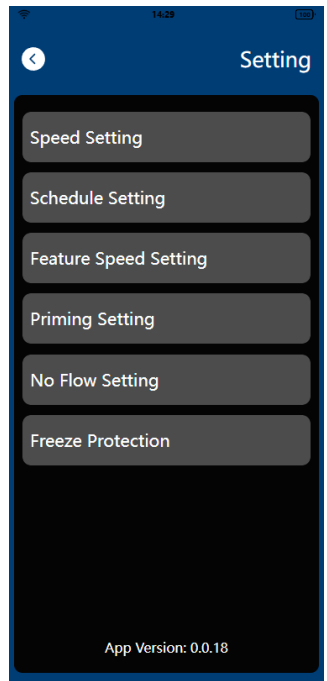 14:29
100
Setting
Speed Setting
Schedule Setting
Feature Speed Setting
Priming Setting
No Flow Setting
Freeze Protection
App Version: 0.0.18